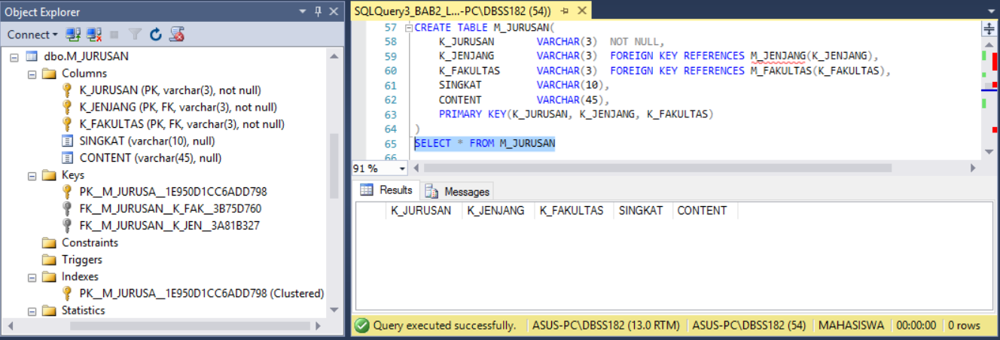 Object Explorer
Connect
dbo.M_JURUSAN
Columns
K_JURUSAN (PK, varchar(3), not null)
K_JENJANG (PK, FK, varchar(3), not null)
K_FAKULTAS (PK, FK, varchar(3), not null)
SINGKAT (varchar(10), null)
CONTENT (varchar(45), null)
Keys
PK__M_JURUSA__1E950D1CC6ADD798
FK__M_JURUSAN__K_FAK__3B75D760
FK__M_JURUSAN__K_JEN__3A81B327
Constraints
Triggers
Indexes
PK__M_JURUSA__1E950D1CC6ADD798 (Clustered)
Statistics
SQLQuery3_BAB2_L...-PC\DBSS182 (54))
57 CREATE TABLE M_JURUSAN(
58 K_JURUSAN VARCHAR(3) NOT NULL,
59 K_JENJANG VARCHAR(3) FOREIGN KEY REFERENCES M_JENJANG(K_JENJANG),
60 K_FAKULTAS VARCHAR(3) FOREIGN KEY REFERENCES M_FAKULTAS(K_FAKULTAS),
61 SINGKAT VARCHAR(10),
62 CONTENT VARCHAR(45),
63 PRIMARY KEY(K_JURUSAN, K_JENJANG, K_FAKULTAS)
64 )
65 SELECT * FROM M_JURUSAN
66
91 %
Results Messages
K_JURUSAN K_JENJANG K_FAKULTAS SINGKAT CONTENT
Query executed successfully. ASUS-PC\DBSS182 (13.0 RTM) ASUS-PC\DBSS182 (54) MAHASISWA 00:00:00 0 rows